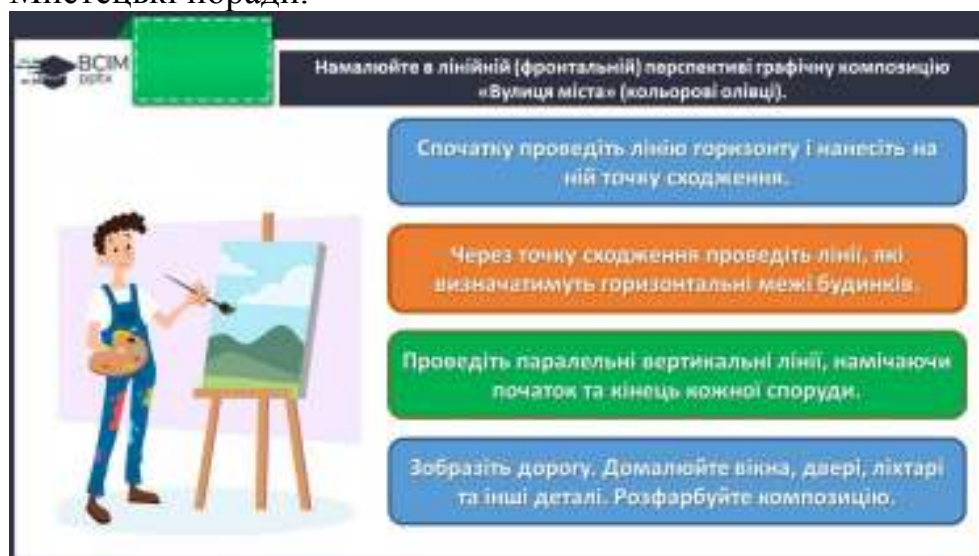 Мистецькі поради.
ВСІМ
pptx
Намалюйте в лінійній (фронтальній) перспективі графічну композицію
«Вулиця міста» (кольорові олівці).
Спочатку проведіть лінію горизонту і нанесіть на
ній точку сходження.
Через точку сходження проведіть лінії, які
визначатимуть горизонтальні межі будинків.
Проведіть паралельні вертикальні лінії, намічаючи
початок та кінець кожної споруди.
Зобразіть дорогу. Домалюйте вікна, двері, ліхтарі
та інші деталі. Розфарбуйте композицію.